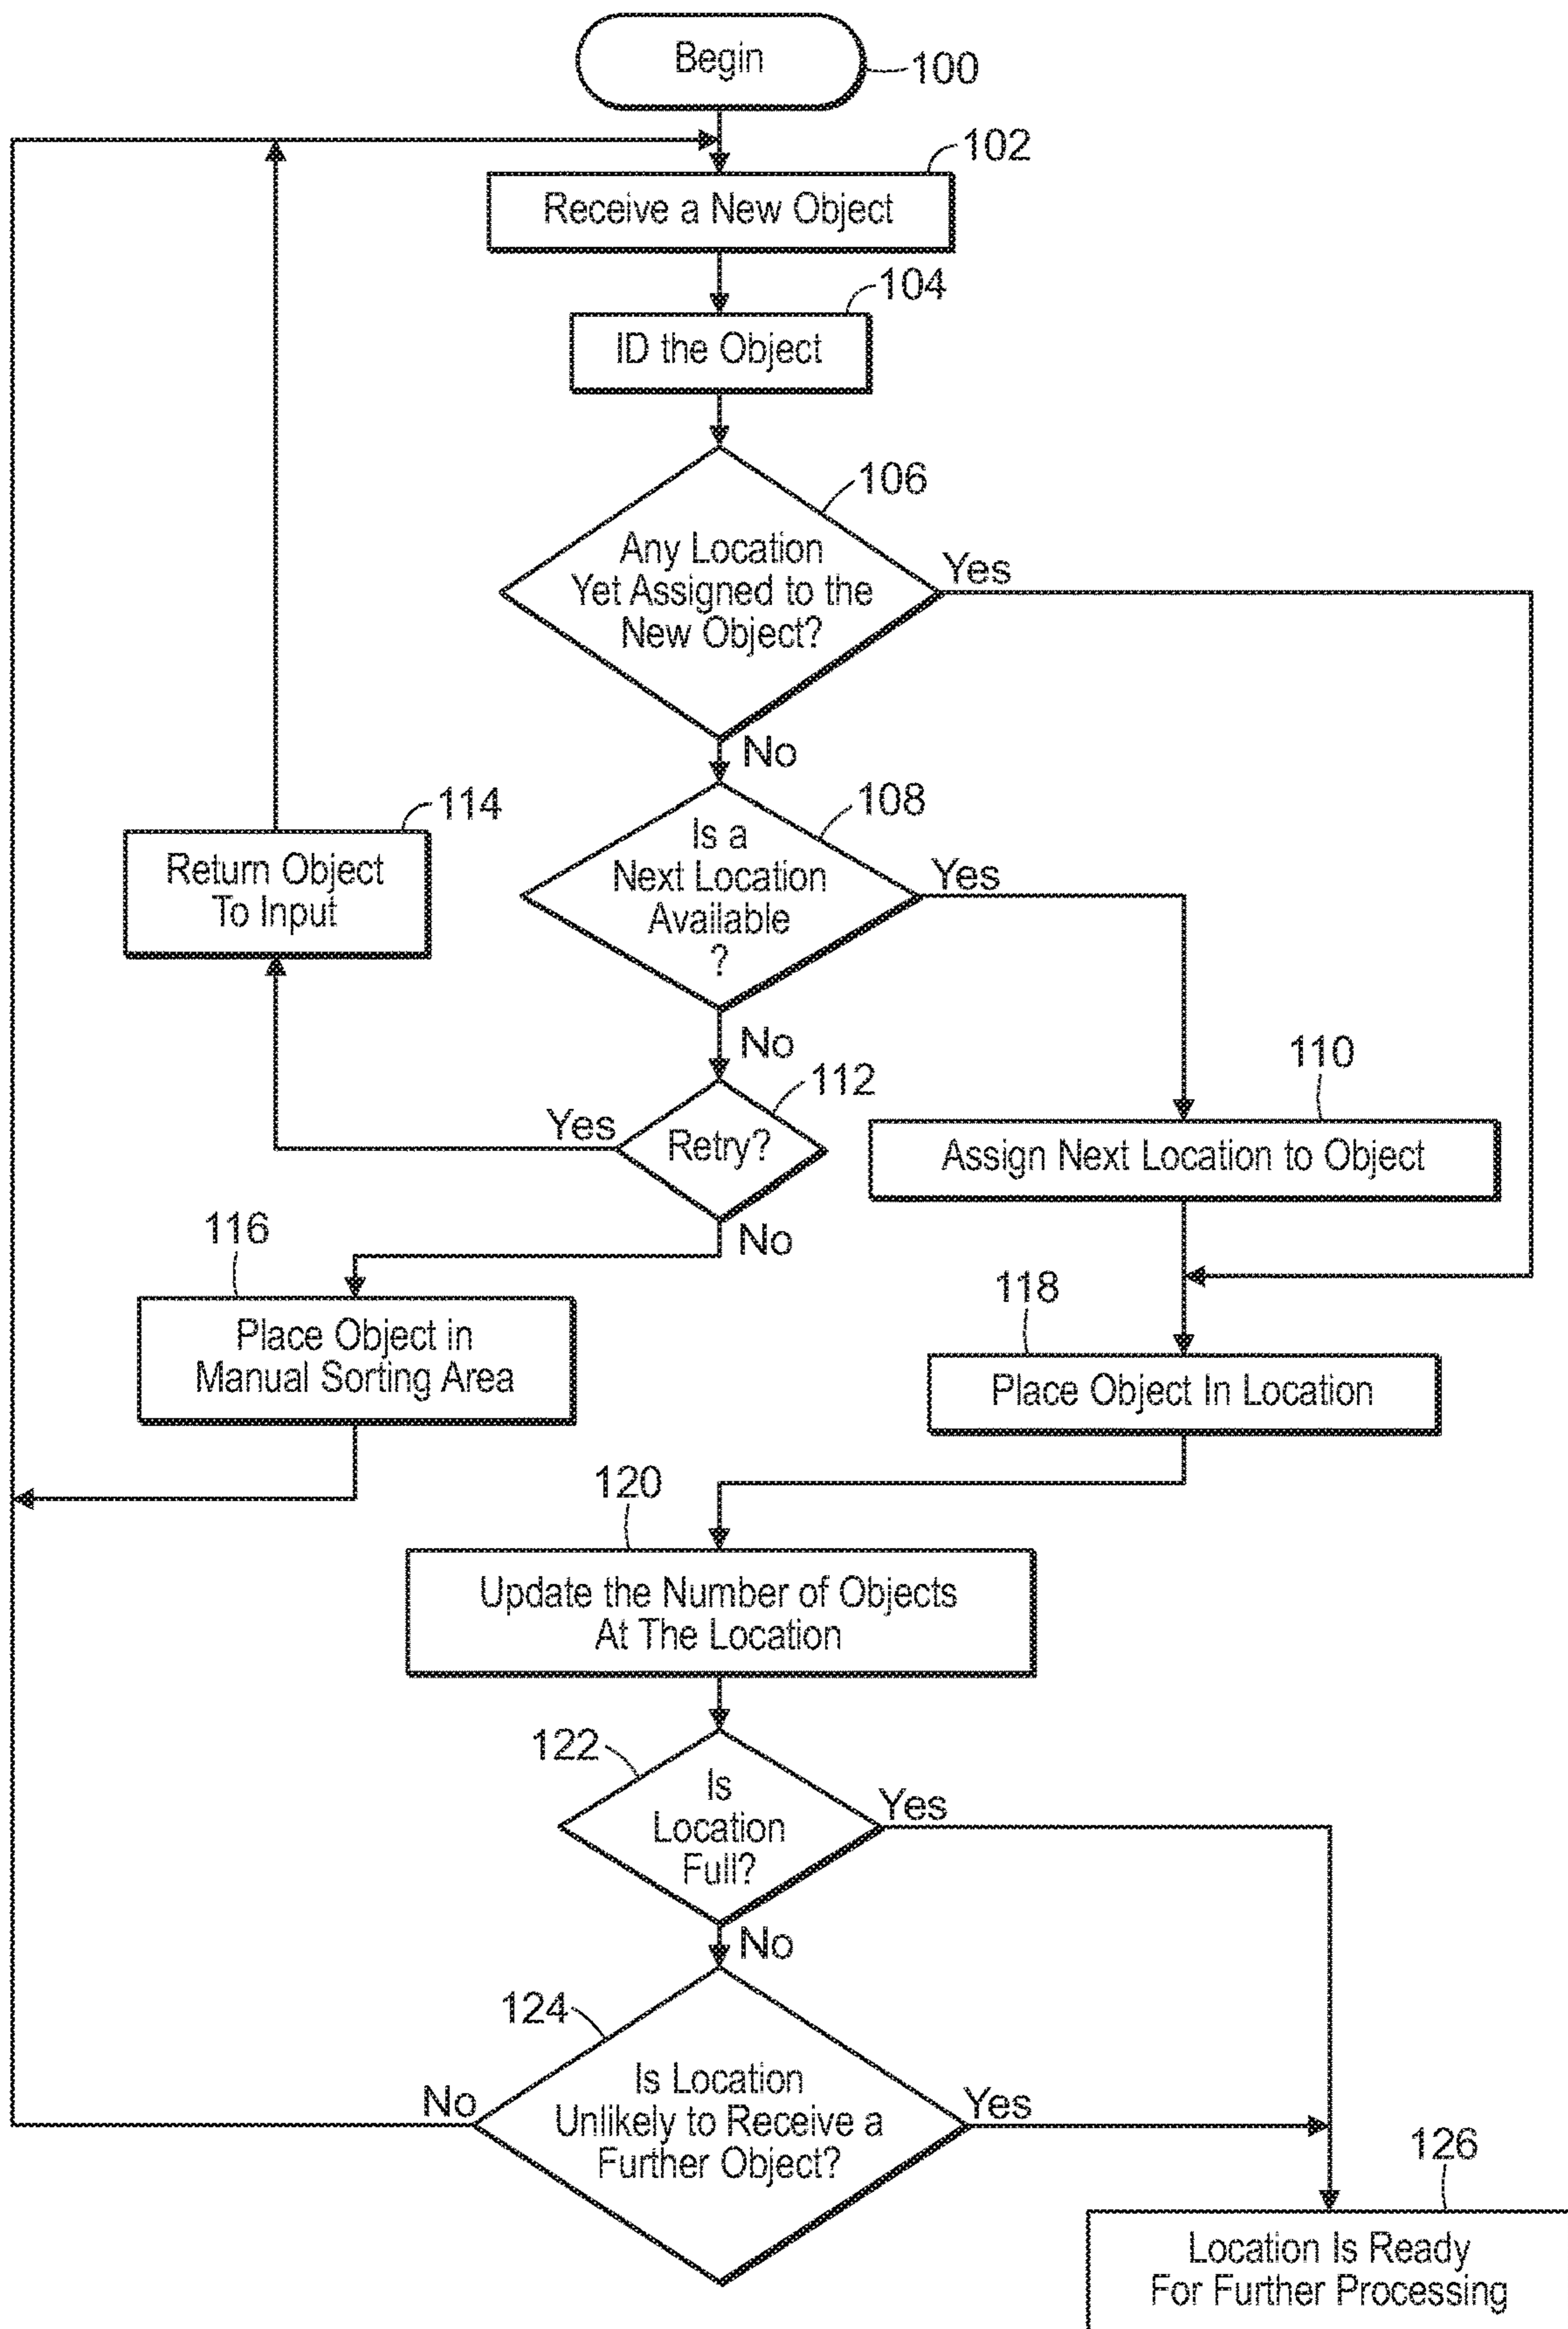 Begin
100
102
Receive a New Object
104
ID the Object
106
Any Location
Yet Assigned to the
New Object?
Yes
No
108
Is a
Next Location
Available
?
Yes
No
114
Return Object
To Input
112
Retry?
Yes
No
110
Assign Next Location to Object
116
Place Object in
Manual Sorting Area
118
Place Object In Location
120
Update the Number of Objects
At The Location
122
Is
Location
Full?
Yes
No
124
Is Location
Unlikely to Receive a
Further Object?
No
Yes
126
Location Is Ready
For Further Processing